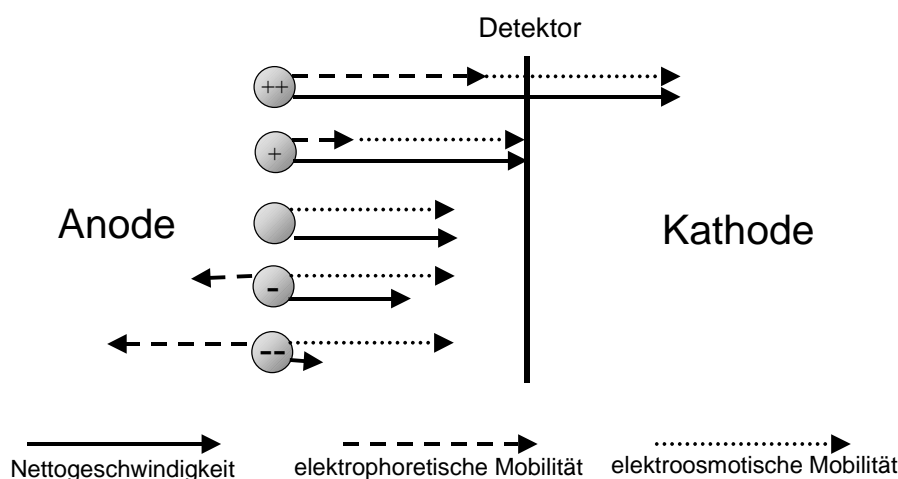 Detektor
++
+
Anode
Kathode
-
--
Nettogeschwindigkeit
elektrophoretische Mobilität
elektroosmotische Mobilität